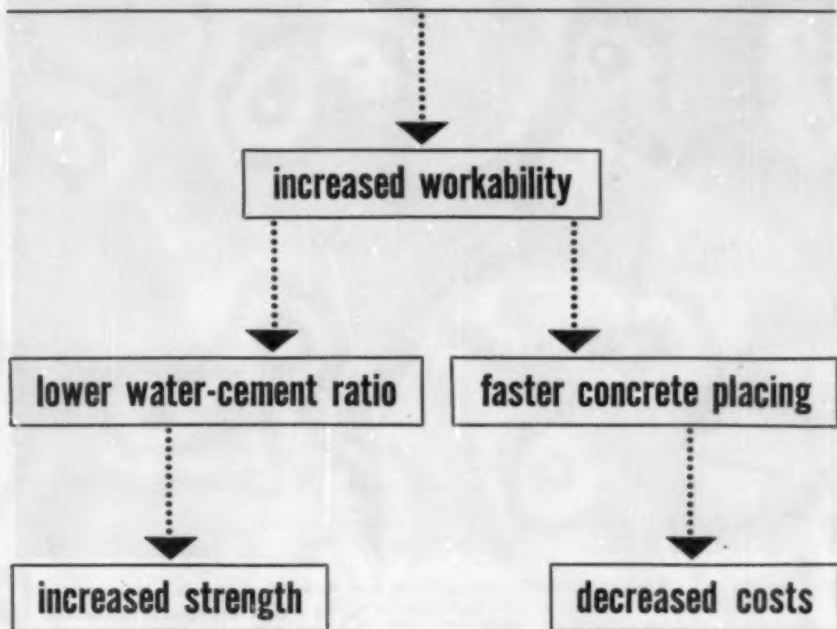 increased workability
lower water-cement ratio
faster concrete placing
increased strength
decreased costs